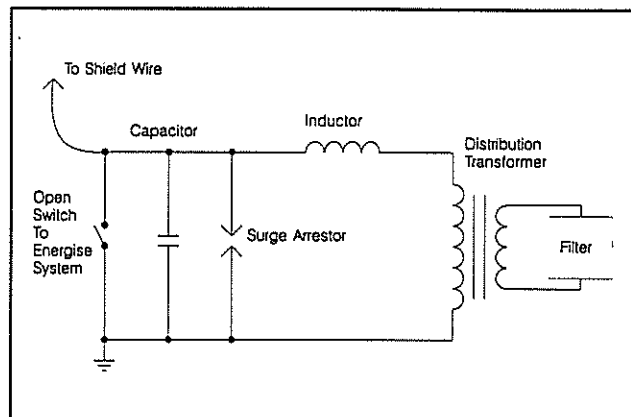 To Shield Wire
Capacitor
Inductor
Distribution
Transformer
Open
Switch
To
Energise
System
Surge Arrestor
Filter